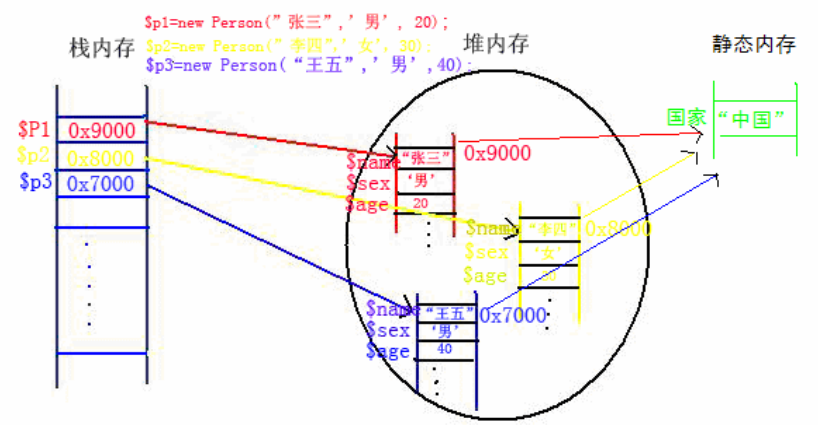 $p1=new Person("张三",'男', 20);
$p2=new Person("李四",'女', 30);
$p3=new Person("王五",'男',40);
栈内存
堆内存
静态内存
国家 "中国"
$P1 0x9000
$p2 0x8000
$p3 0x7000
$name "张三" 0x9000
$sex '男'
$age 20
$name "李四" 0x8000
$sex '女'
$age 30
$name "王五" 0x7000
$sex '男'
$age 40